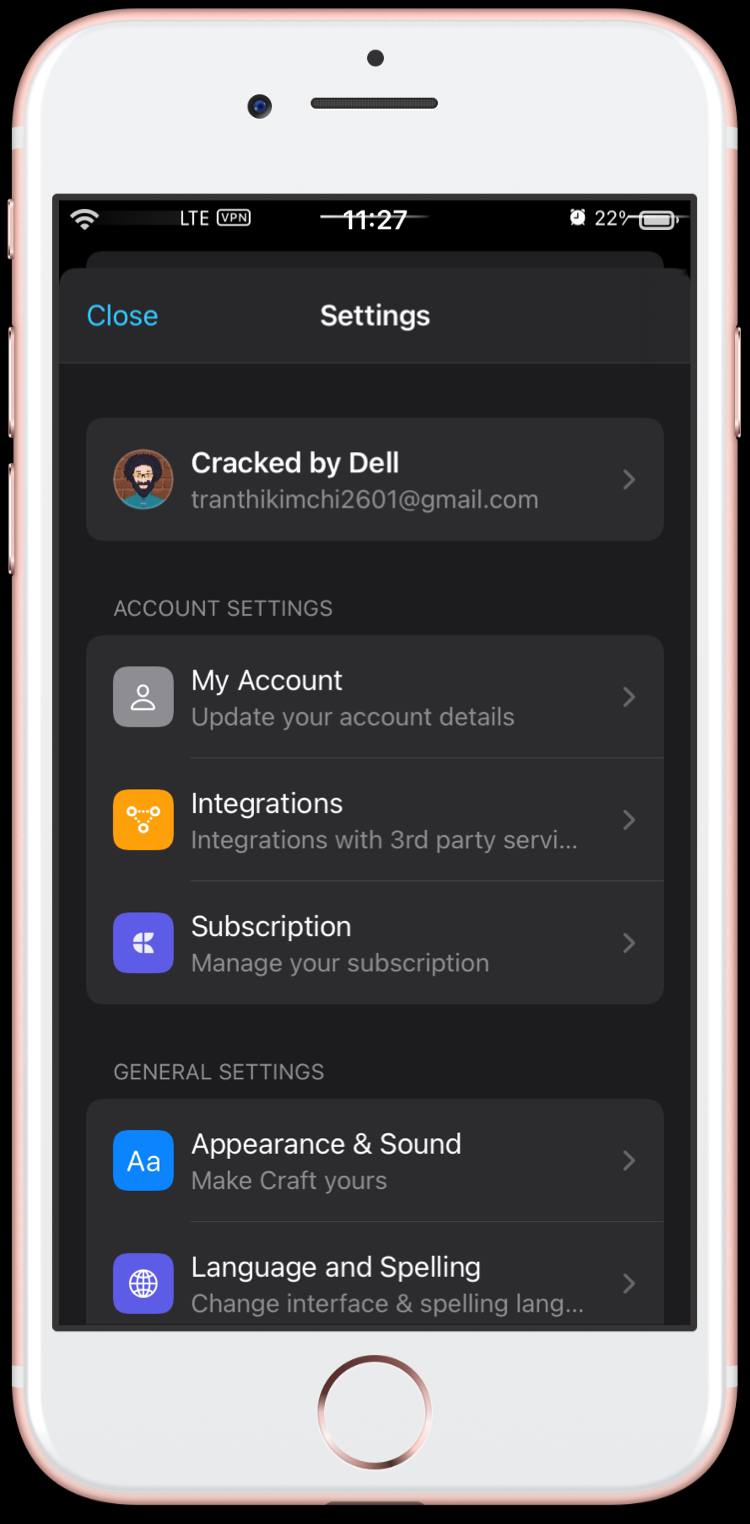 LTE VPN 11:27 22%
Close Settings
Cracked by Dell
tranthikimchi2601@gmail.com
ACCOUNT SETTINGS
My Account
Update your account details
Integrations
Integrations with 3rd party servi...
Subscription
Manage your subscription
GENERAL SETTINGS
Aa
Appearance & Sound
Make Craft yours
Language and Spelling
Change interface & spelling lang...